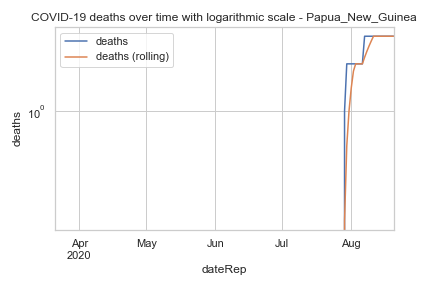 COVID-19 deaths over time with logarithmic scale - Papua_New_Guinea
deaths
deaths (rolling)
10⁰
deaths
Apr
2020
May
Jun
Jul
Aug
dateRep